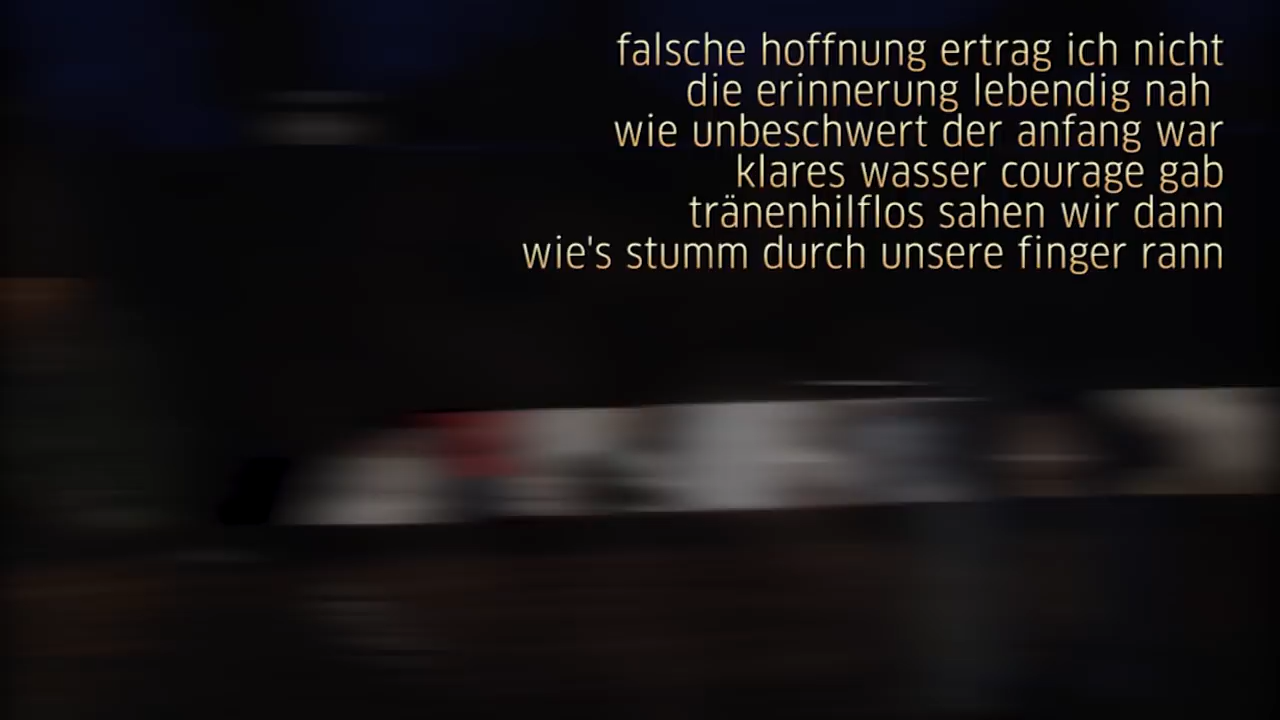 falsche hoffnung ertrag ich nicht
die erinnerung lebendig nah
wie unbeschwert der anfang war
klares wasser courage gab
tränenhilflos sahen wir dann
wie's stumm durch unsere finger rann